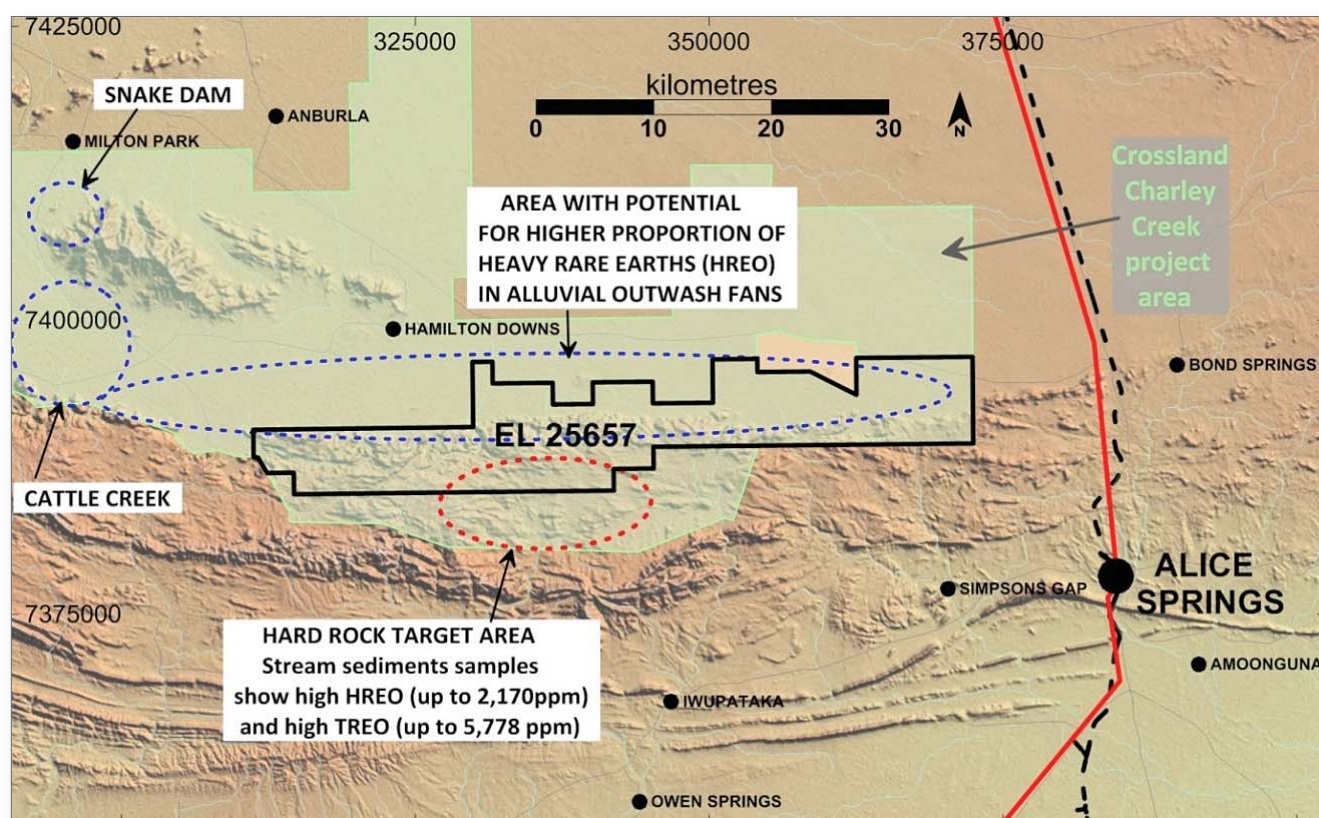 7425000
325000
350000
375000
kilometres
0 10 20 30
N
SNAKE DAM
ANBURLA
MILTON PARK
Crossland
Charley
Creek
project
area
AREA WITH POTENTIAL
FOR HIGHER PROPORTION OF
HEAVY RARE EARTHS (HREO)
IN ALLUVIAL OUTWASH FANS
7400000
HAMILTON DOWNS
BOND SPRINGS
EL 25657
CATTLE CREEK
ALICE
SPRINGS
SIMPSONS GAP
7375000
HARD ROCK TARGET AREA
Stream sediments samples
show high HREO (up to 2,170ppm)
and high TREO (up to 5,778 ppm)
AMOONGUNA
IWUPATAKA
OWEN SPRINGS